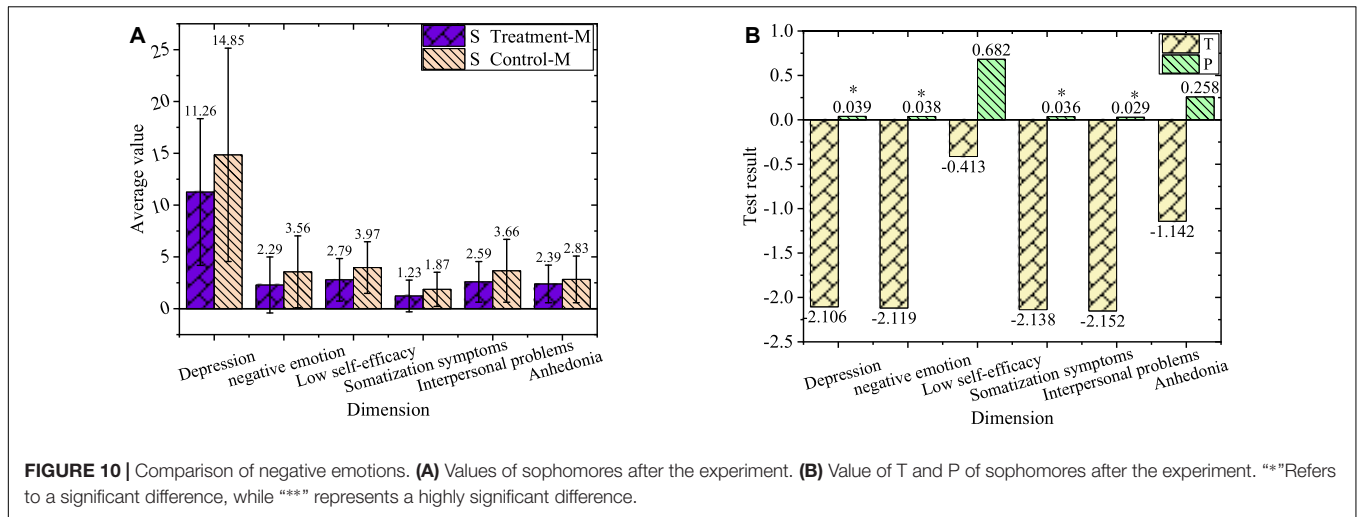 A
S Treatment-M
S Control-M
25
20
15
10
5
0
Average value
14.85
11.26
2.29
3.56
2.79
3.97
1.23
1.87
2.59
3.66
2.39
2.83
Depression
negative emotion
Low self-efficacy
Somatization symptoms
Interpersonal problems
Anhedonia
Dimension
B
T
P
1.0
0.5
0.0
-0.5
-1.0
-1.5
-2.0
-2.5
Test result
* * * *
0.039
0.038
0.682
0.036
0.029
0.258
-2.106
-2.119
-0.413
-2.138
-2.152
-1.142
Depression
negative emotion
Low self-efficacy
Somatization symptoms
Interpersonal problems
Anhedonia
Dimension
FIGURE 10 | Comparison of negative emotions. (A) Values of sophomores after the experiment. (B) Value of T and P of sophomores after the experiment. “*”Refers
to a significant difference, while “**” represents a highly significant difference.